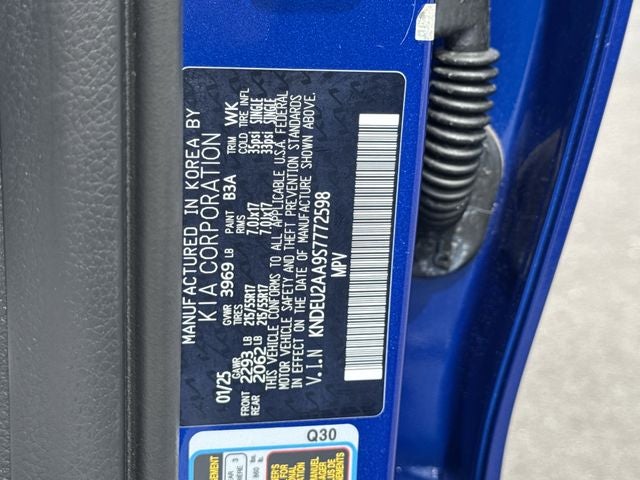 MANUFACTURED IN KOREA BY
KIA CORPORATION
01/25 GVWR 3969 LB PAINT B3A TRIM WK
GAWR TIRES RIMS COLD TIRE INFL
FRONT 2293 LB 215/55R17 7.0Jx17 35psi SINGLE
REAR 2062 LB 215/55R17 7.0Jx17 33psi SINGLE
THIS VEHICLE CONFORMS TO ALL APPLICABLE U.S.A FEDERAL
MOTOR VEHICLE SAFETY AND THEFT PREVENTION STANDARDS
IN EFFECT ON THE DATE OF MANUFACTURE SHOWN ABOVE.
V.I.N KNDEU2AA9S7772598
MPV
Q30